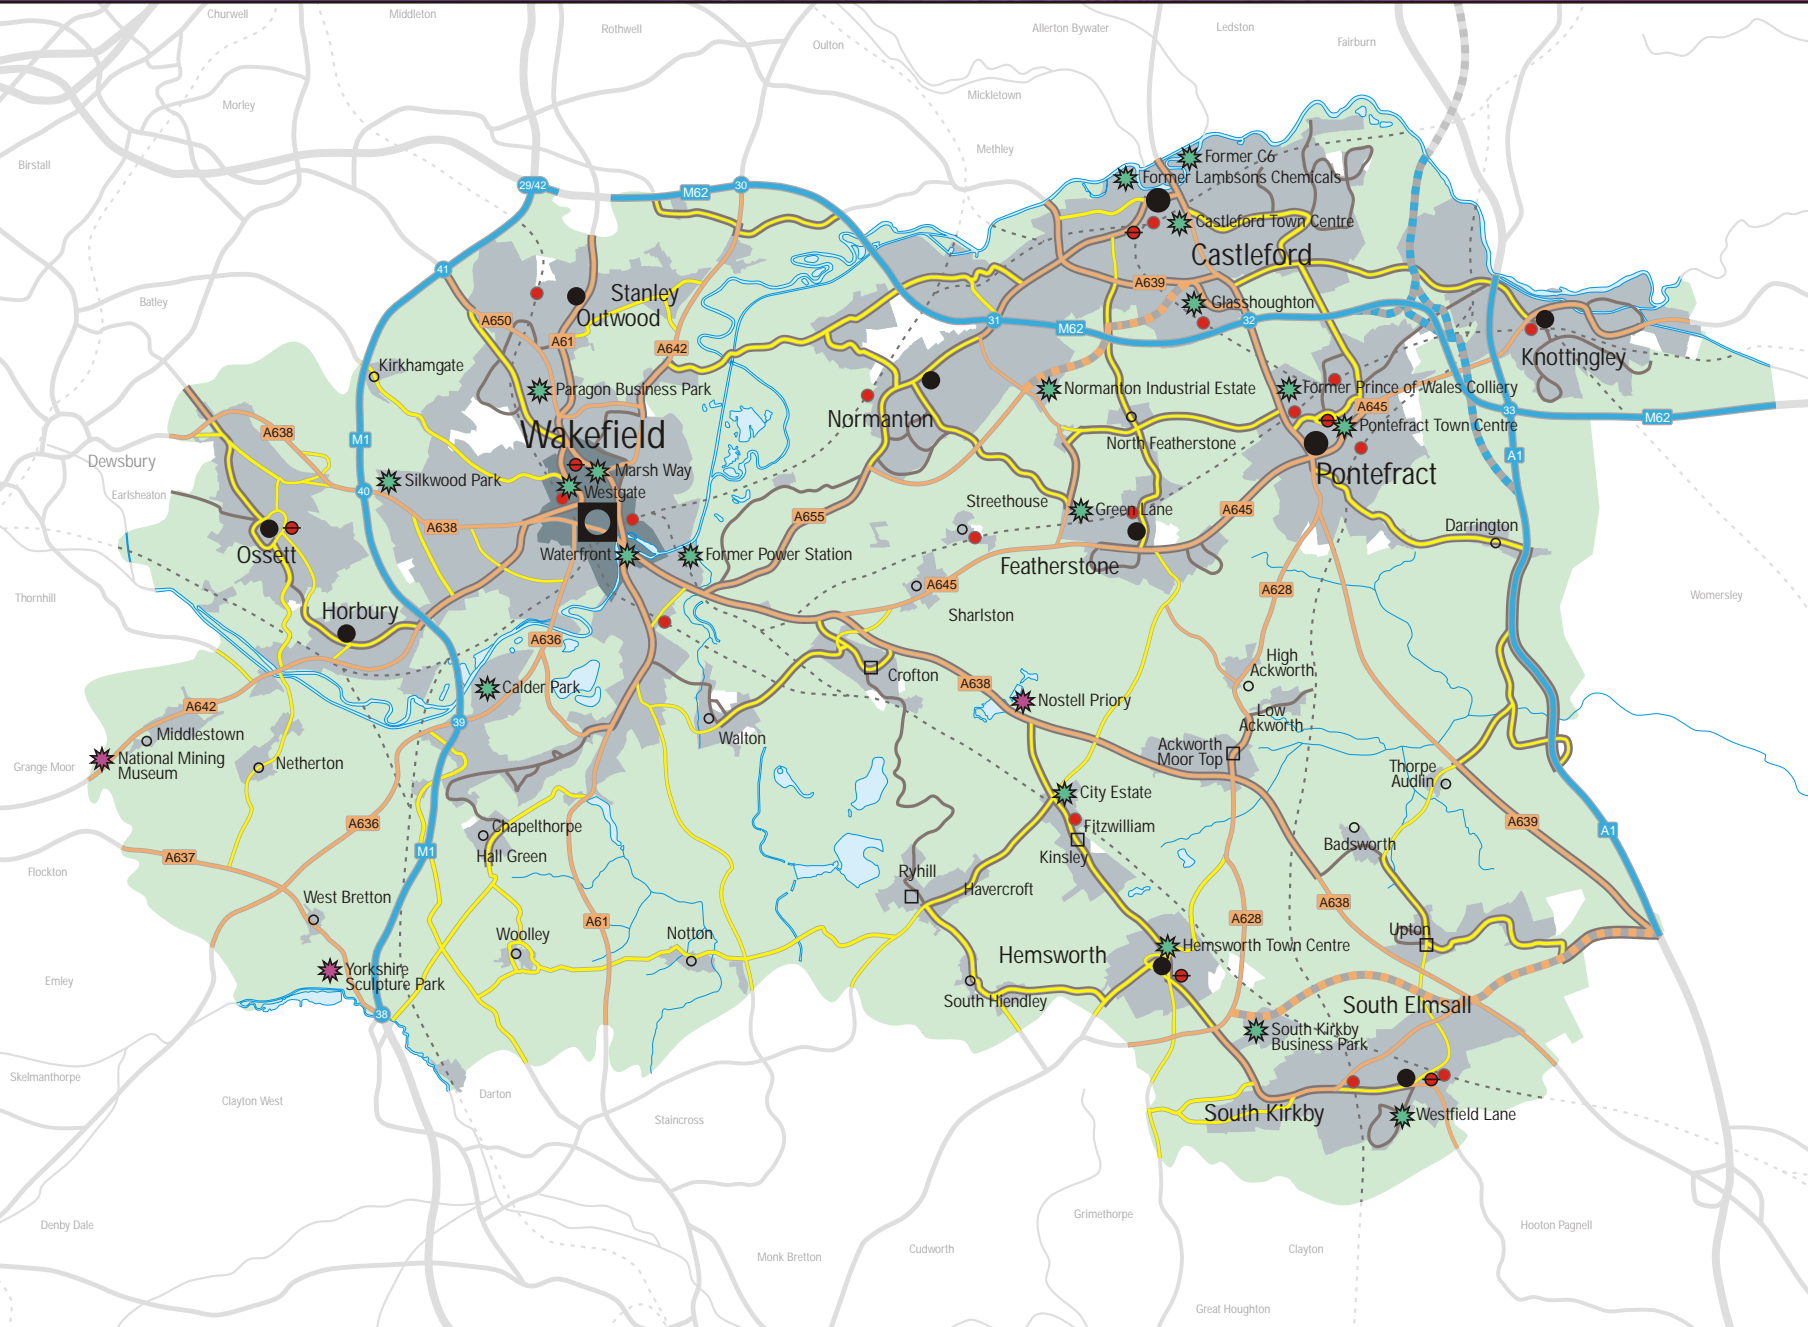 Churwell
Middleton
Rothwell
Oulton
Allerton Bywater
Ledston
Fairburn
Morley
Mickletown
Methley
Birstall
Former C6
Former Lambsons Chemicals
29/42
M62
30
Castleford Town Centre
Castleford
41
A639
Stanley
Outwood
Glasshoughton
Batley
A650
A61
A642
31
M62
32
Knottingley
Kirkhamgate
Paragon Business Park
Normanton Industrial Estate
Former Prince of Wales Colliery
A645
33
M62
Normanton
North Featherstone
Pontefract Town Centre
A638
M1
Wakefield
A1
Dewsbury
Marsh Way
Pontefract
Silkwood Park
Westgate
Earlsheaton
40
Streethouse
Green Lane
A645
A655
A638
Darrington
Ossett
Waterfront
Former Power Station
Featherstone
A645
A628
Thornhill
Womersley
Horbury
Sharlston
A636
High
Ackworth
Crofton
A638
Calder Park
Nostell Priory
A642
39
Low
Ackworth
Middlestown
Walton
Ackworth
Moor Top
National Mining
Museum
Grange Moor
Netherton
Thorpe
Audlin
City Estate
A636
Chapelthorpe
Fitzwilliam
A639
A1
M1
Hall Green
Kinsley
Badsworth
A637
Flockton
Ryhill
Havercroft
West Bretton
A638
A61
A628
Woolley
Notton
Upton
Hemsworth
Hemsworth Town Centre
Yorkshire
Sculpture Park
Emley
South Hiendley
South Elmsall
38
South Kirkby
Business Park
Skelmanthorpe
Darton
Clayton West
Staincross
South Kirkby
Westfield Lane
Denby Dale
Grimethorpe
Hooton Pagnell
Monk Bretton
Cudworth
Clayton
Great Houghton